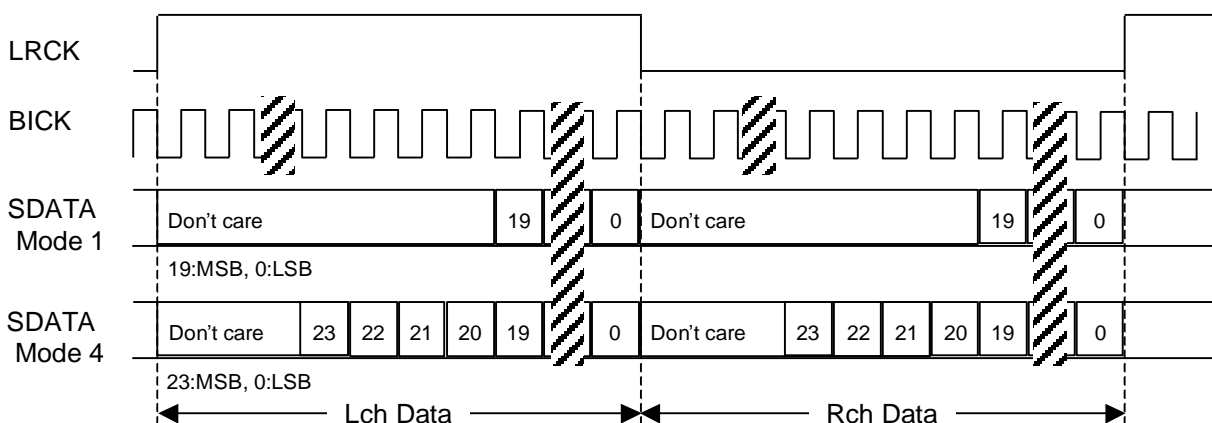 LRCK
BICK
SDATA
Mode 1
Don't care 19 0 Don't care 19 0
19:MSB, 0:LSB
SDATA
Mode 4
Don't care 23 22 21 20 19 0 Don't care 23 22 21 20 19 0
23:MSB, 0:LSB
Lch Data Rch Data